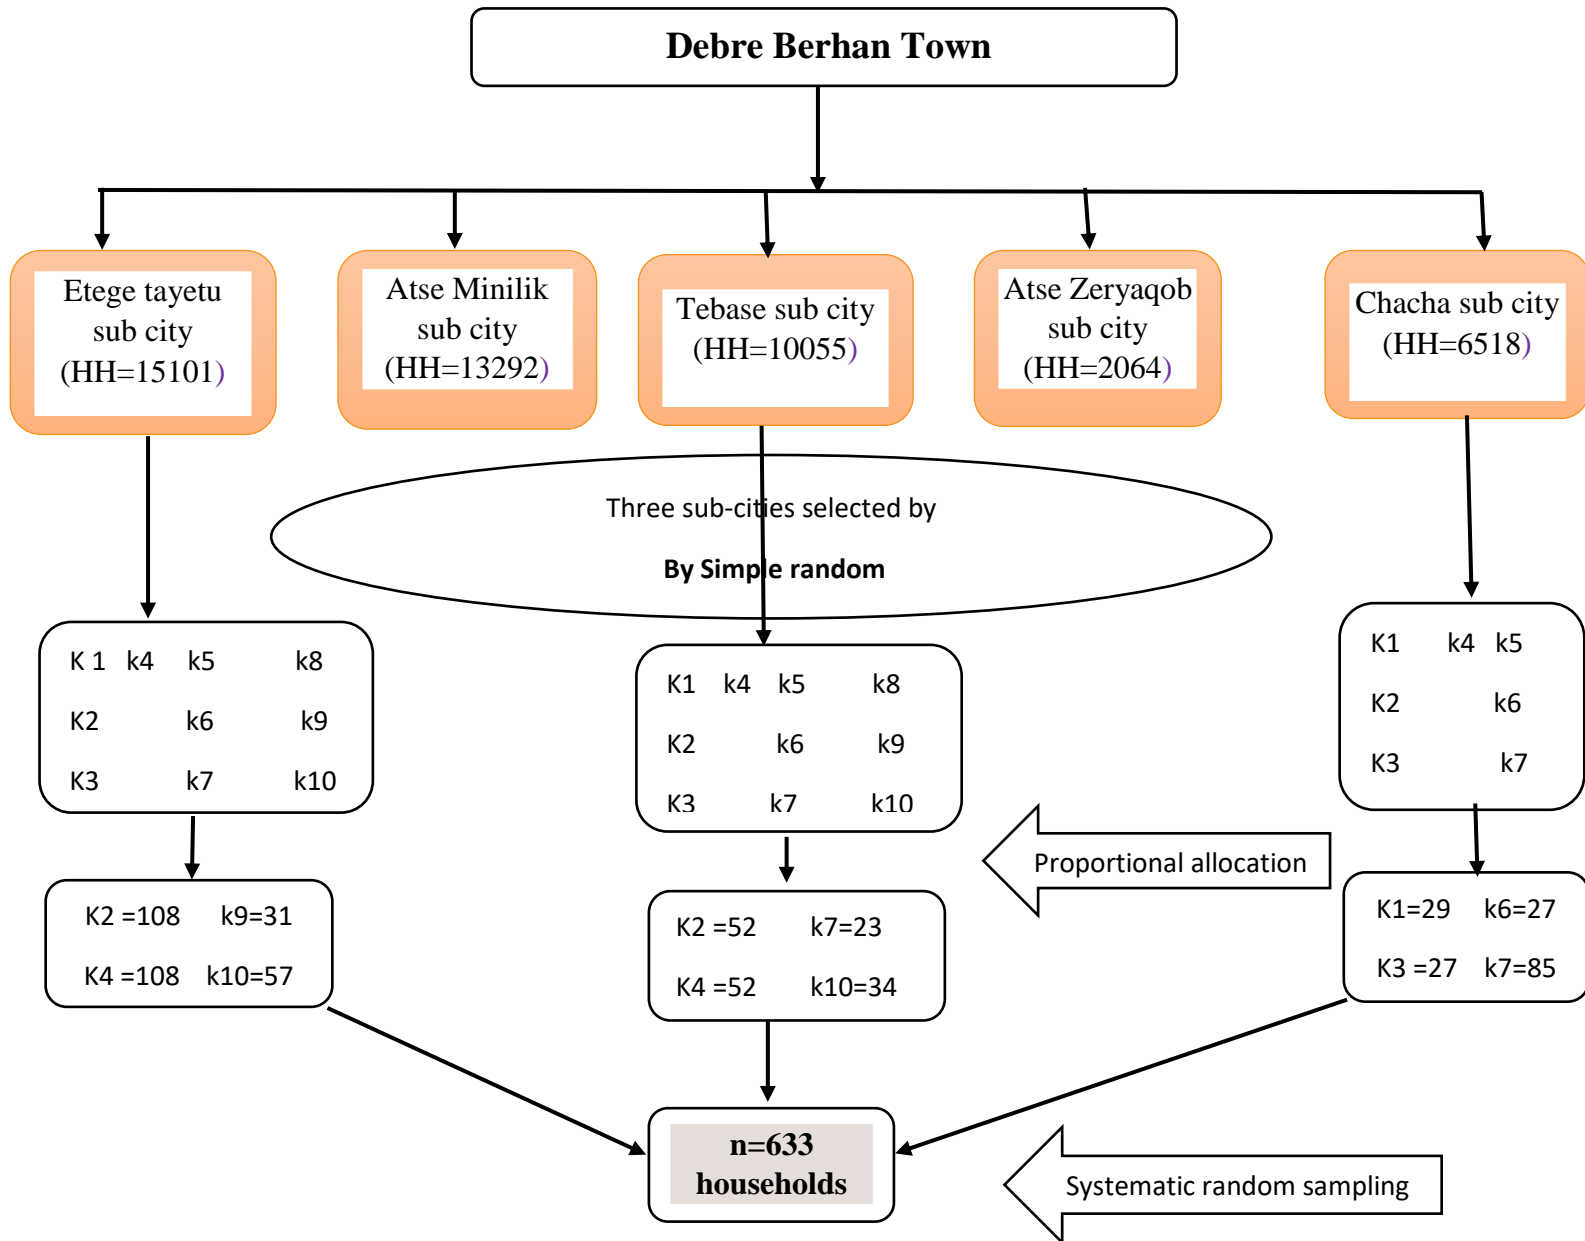 Debre Berhan Town
Etege tayetu
sub city
(HH=15101)
Atse Minilik
sub city
(HH=13292)
Tebase sub city
(HH=10055)
Atse Zeryaqob
sub city
(HH=2064)
Chacha sub city
(HH=6518)
Three sub-cities selected by
By Simple random
K 1 k4 k5 k8
K2 k6 k9
K3 k7 k10
K1 k4 k5 k8
K2 k6 k9
K3 k7 k10
K1 k4 k5
K2 k6
K3 k7
Proportional allocation
K2 =108 k9=31
K4 =108 k10=57
K2 =52 k7=23
K4 =52 k10=34
K1=29 k6=27
K3 =27 k7=85
n=633
households
Systematic random sampling